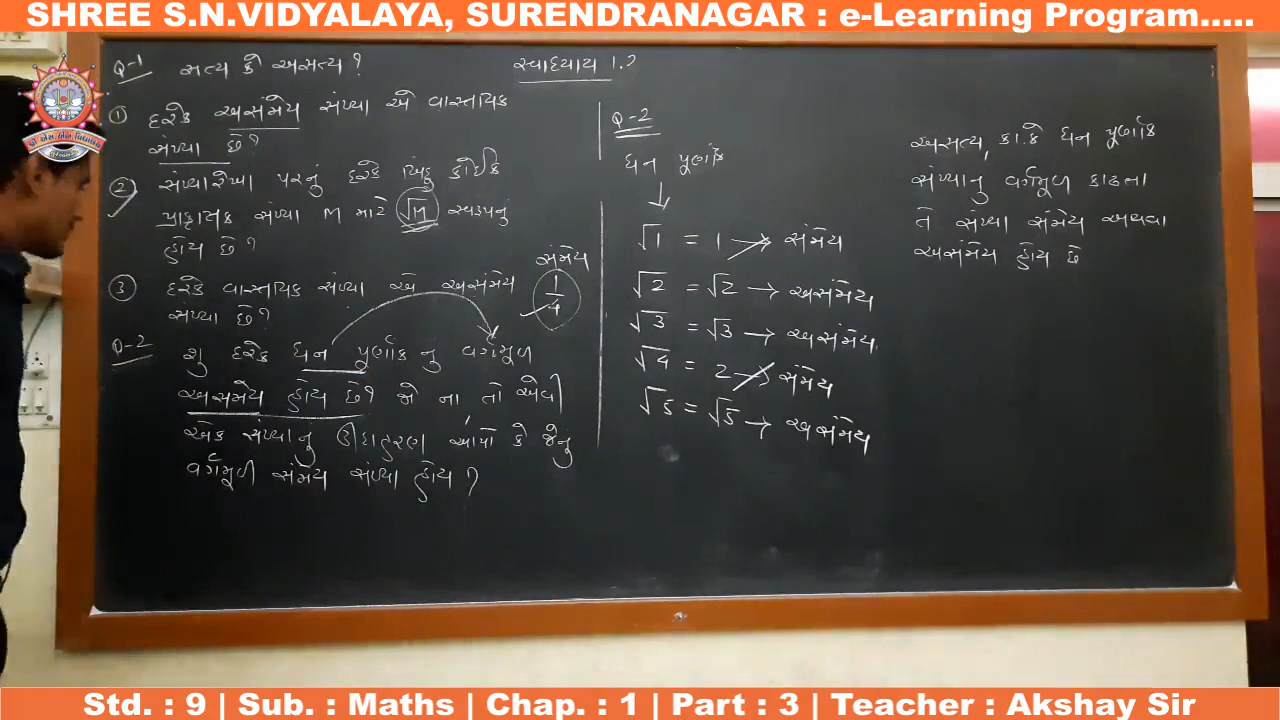 SHREE S.N.VIDYALAYA, SURENDRANAGAR : e-Learning Program.....
Q-1 સત્ય કે અસત્ય ?
સ્વાધ્યાય 1.2
① દરેક અસંમેય સંખ્યા એ વાસ્તવિક
સંખ્યા છે?
② સંખ્યારેખા પરનું દરેક બિંદુ કોઈક
પ્રાકૃતિક સંખ્યા M માટે √M સ્વરૂપનું
હોય છે ?
③ દરેક વાસ્તવિક સંખ્યા એ અસંમેય
સંખ્યા છે?
સંમેય
1/4
Q-2 શુ દરેક ધન પૂર્ણાંક નું વર્ગમૂળ
અસંમેય હોય છે? જો ના તો એવી
એક સંખ્યાનું ઉદાહરણ આપો કે જેનું
વર્ગમૂળ સંમેય સંખ્યા હોય ?
Q-2
ધન પૂર્ણાંક
↓
√1 = 1 → સંમેય
√2 = √2 → અસંમેય
√3 = √3 → અસંમેય
√4 = 2 → સંમેય
√5 = √5 → અસંમેય
અસત્ય, કા.કે ધન પૂર્ણાંક
સંખ્યાનુ વર્ગમૂળ કાઢતા
તે સંખ્યા સંમેય અથવા
અસંમેય હોય છે
Std. : 9 | Sub. : Maths | Chap. : 1 | Part : 3 | Teacher : Akshay Sir